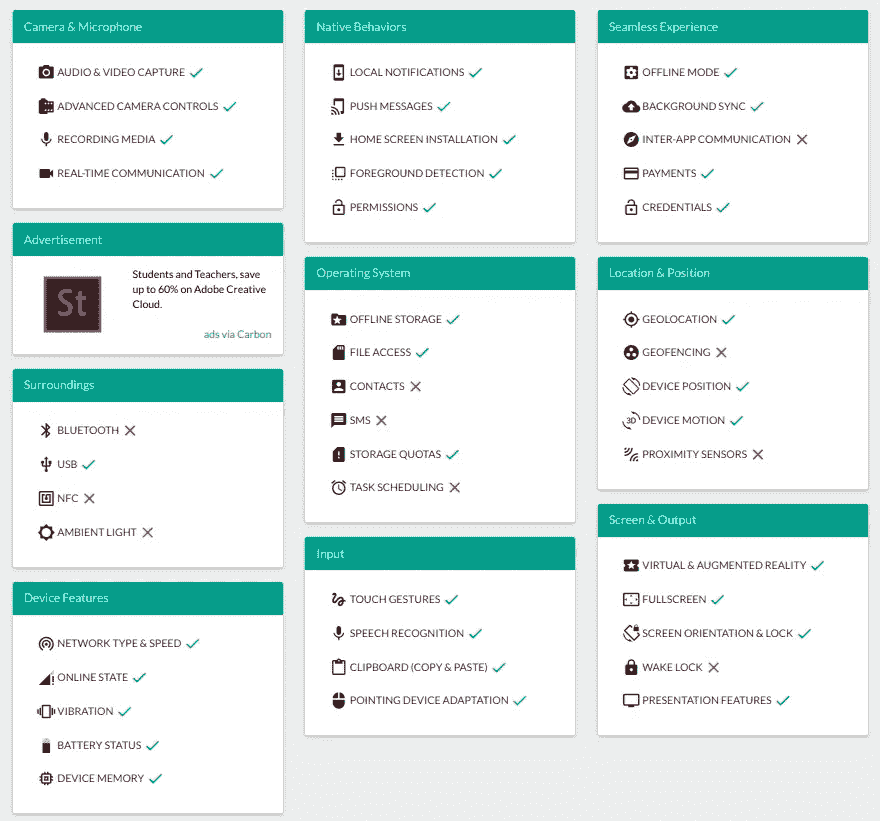 Camera & Microphone
AUDIO & VIDEO CAPTURE
ADVANCED CAMERA CONTROLS
RECORDING MEDIA
REAL-TIME COMMUNICATION
Advertisement
St
Students and Teachers, save
up to 60% on Adobe Creative
Cloud.
ads via Carbon
Surroundings
BLUETOOTH
USB
NFC
AMBIENT LIGHT
Device Features
NETWORK TYPE & SPEED
ONLINE STATE
VIBRATION
BATTERY STATUS
DEVICE MEMORY
Native Behaviors
LOCAL NOTIFICATIONS
PUSH MESSAGES
HOME SCREEN INSTALLATION
FOREGROUND DETECTION
PERMISSIONS
Operating System
OFFLINE STORAGE
FILE ACCESS
CONTACTS
SMS
STORAGE QUOTAS
TASK SCHEDULING
Input
TOUCH GESTURES
SPEECH RECOGNITION
CLIPBOARD (COPY & PASTE)
POINTING DEVICE ADAPTATION
Seamless Experience
OFFLINE MODE
BACKGROUND SYNC
INTER-APP COMMUNICATION
PAYMENTS
CREDENTIALS
Location & Position
GEOLOCATION
GEOFENCING
DEVICE POSITION
3D DEVICE MOTION
PROXIMITY SENSORS
Screen & Output
VIRTUAL & AUGMENTED REALITY
FULLSCREEN
SCREEN ORIENTATION & LOCK
WAKE LOCK
PRESENTATION FEATURES